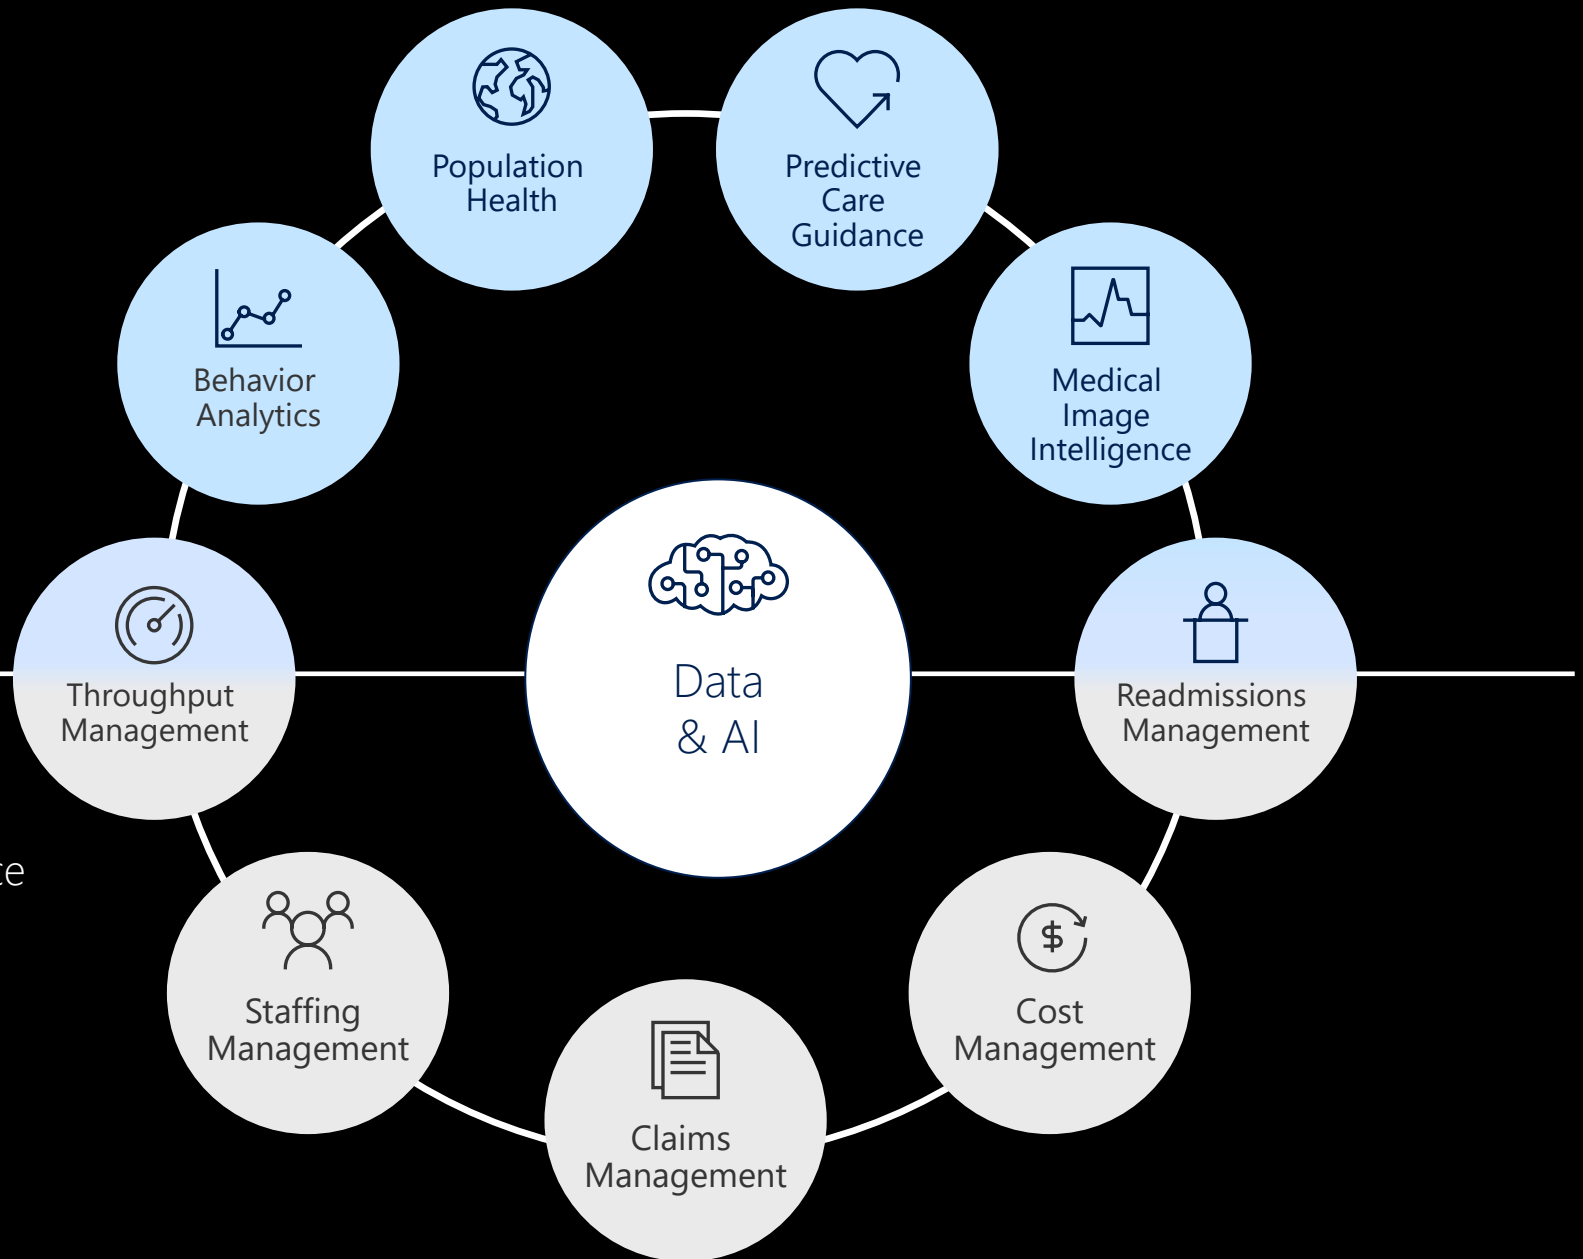 Population
Health
Predictive
Care
Guidance
Behavior
Analytics
Medical
Image
Intelligence
Data
& AI
Throughput
Management
Readmissions
Management
Staffing
Management
Cost
Management
Claims
Management
$